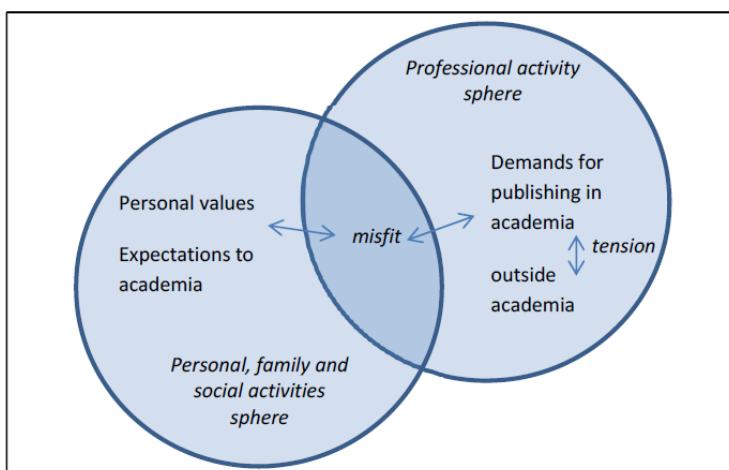 Professional activity
sphere
Demands for
publishing in
academia
tension
outside
academia
Personal values
misfit
Expectations to
academia
Personal, family and
social activities
sphere